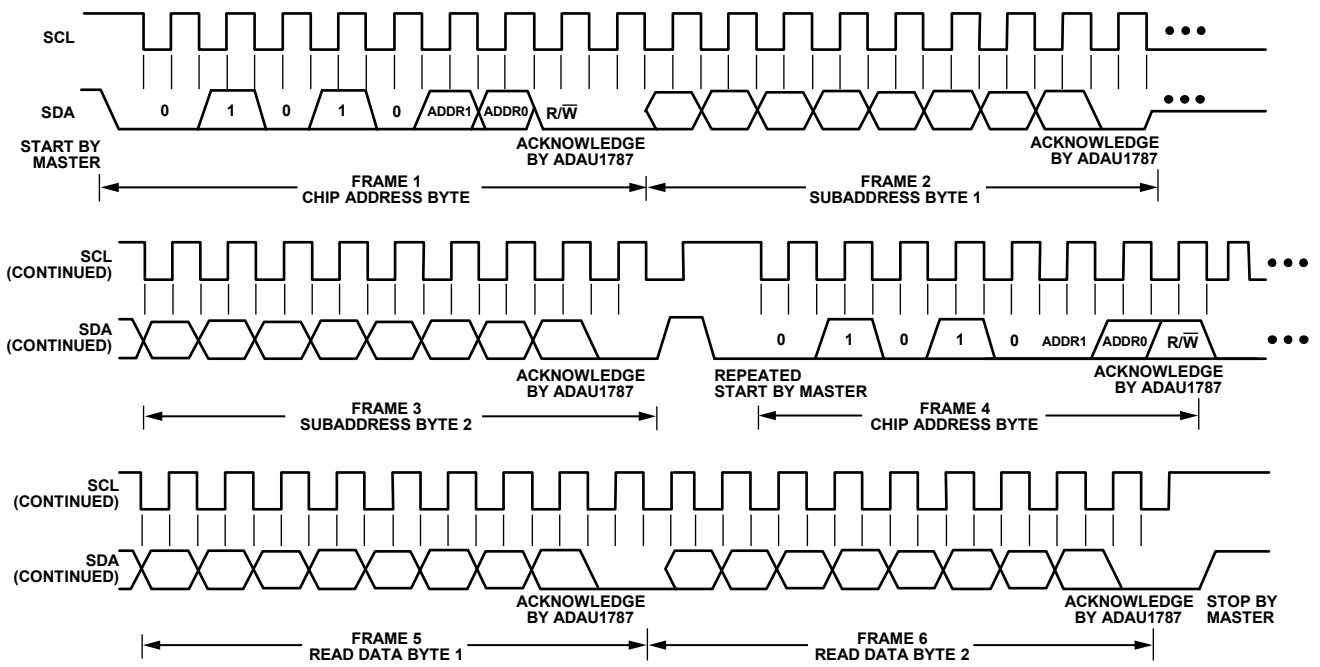 SCL
SDA
0 1 0 1 0 ADDR1 ADDR0 R/W̅
START BY
MASTER
ACKNOWLEDGE
BY ADAU1787
ACKNOWLEDGE
BY ADAU1787
FRAME 1
CHIP ADDRESS BYTE
FRAME 2
SUBADDRESS BYTE 1
SCL
(CONTINUED)
SDA
(CONTINUED)
0 1 0 1 0 ADDR1 ADDR0 R/W̅
ACKNOWLEDGE
BY ADAU1787
REPEATED
START BY MASTER
ACKNOWLEDGE
BY ADAU1787
FRAME 3
SUBADDRESS BYTE 2
FRAME 4
CHIP ADDRESS BYTE
SCL
(CONTINUED)
SDA
(CONTINUED)
ACKNOWLEDGE
BY ADAU1787
ACKNOWLEDGE
BY ADAU1787
STOP BY
MASTER
FRAME 5
READ DATA BYTE 1
FRAME 6
READ DATA BYTE 2